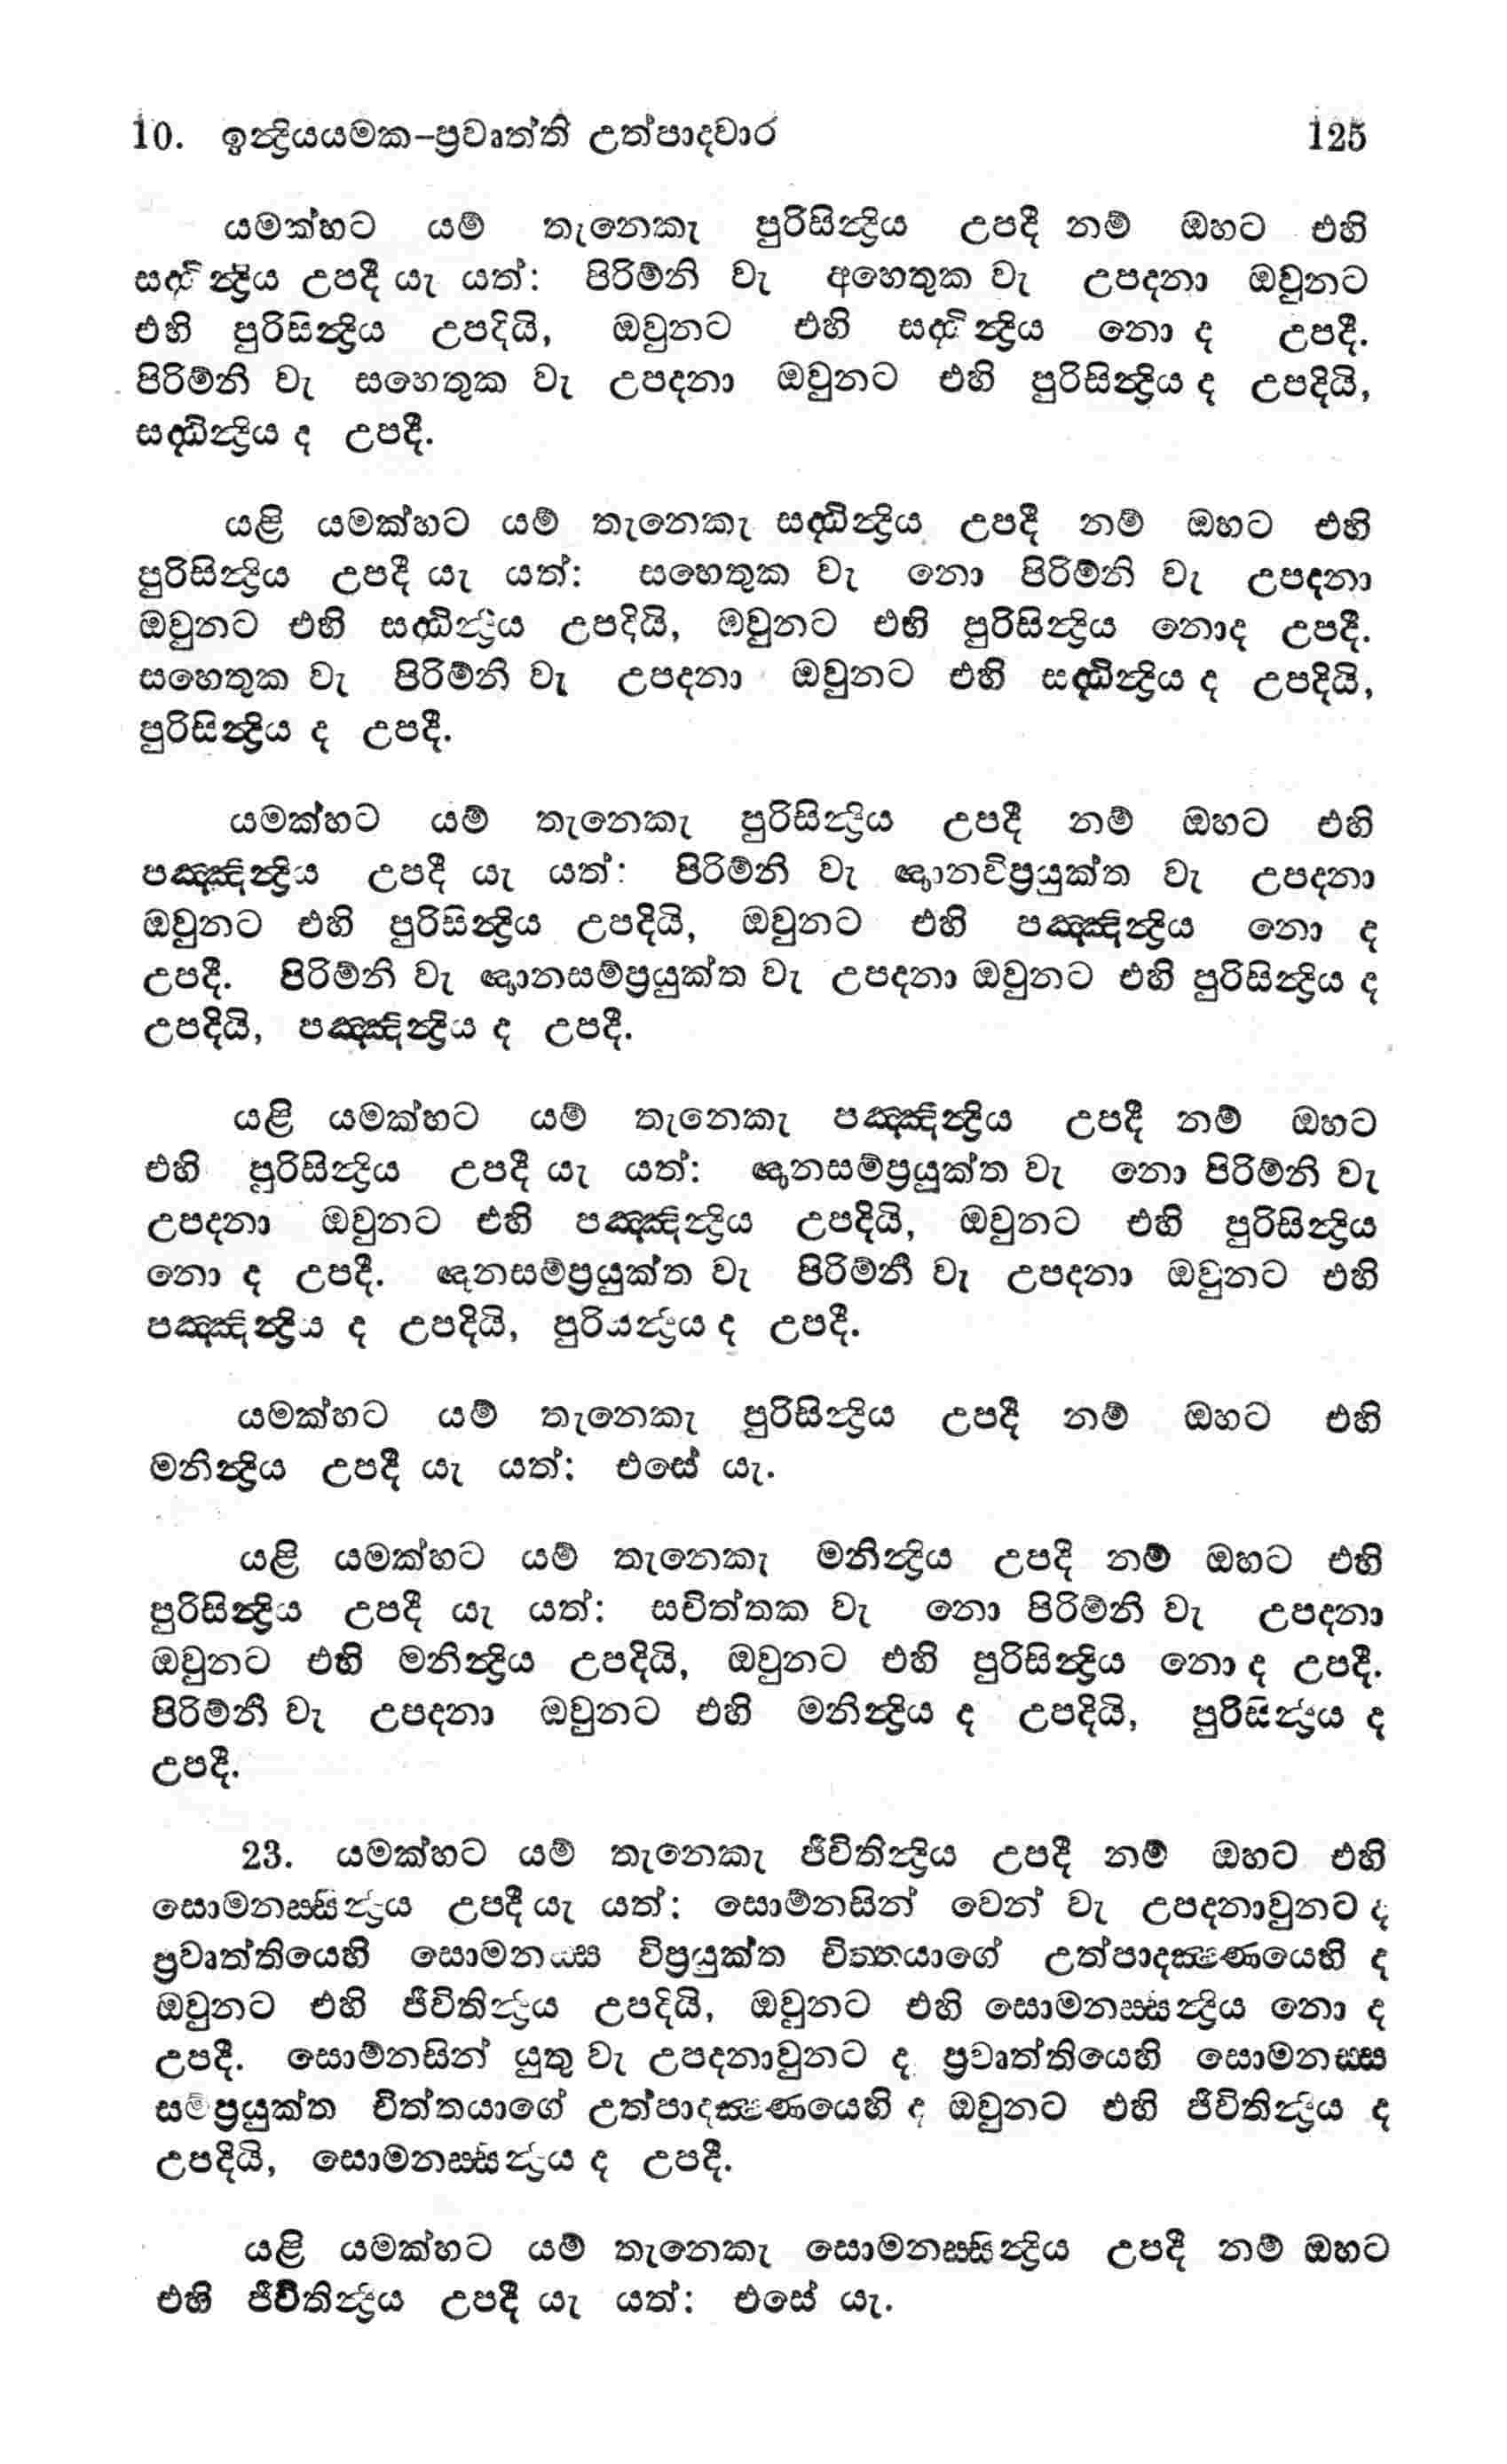 10. ඉන්ද්‍රියයමක-ප්‍රවෘත්ති උත්පාදවාර 125
යමක්හට යම් තැනෙකැ පුරිසින්ද්‍රිය උපදී නම් ඔහට එහි
සද්ධින්ද්‍රිය උපදී යැ යත්: පිරිම්නි වැ අහෙතුක වැ උපදනා ඔවුනට
එහි පුරිසින්ද්‍රිය උපදියි, ඔවුනට එහි සද්ධින්ද්‍රිය නො ද උපදී.
පිරිම්නි වැ සහෙතුක වැ උපදනා ඔවුනට එහි පුරිසින්ද්‍රිය ද උපදියි,
සද්ධින්ද්‍රිය ද උපදී.
යළි යමක්හට යම් තැනෙකැ සද්ධින්ද්‍රිය උපදී නම් ඔහට එහි
පුරිසින්ද්‍රිය උපදී යැ යත්: සහෙතුක වැ නො පිරිම්නි වැ උපදනා
ඔවුනට එහි සද්ධින්ද්‍රිය උපදියි, ඔවුනට එහි පුරිසින්ද්‍රිය නොද උපදී.
සහෙතුක වැ පිරිම්නි වැ උපදනා ඔවුනට එහි සද්ධින්ද්‍රිය ද උපදියි,
පුරිසින්ද්‍රිය ද උපදී.
යමක්හට යම් තැනෙකැ පුරිසින්ද්‍රිය උපදී නම් ඔහට එහි
පඤ්ඤින්ද්‍රිය උපදී යැ යත්: පිරිම්නි වැ ඥානවිප්‍රයුක්ත වැ උපදනා
ඔවුනට එහි පුරිසින්ද්‍රිය උපදියි, ඔවුනට එහි පඤ්ඤින්ද්‍රිය නො ද
උපදී. පිරිම්නි වැ ඥානසම්ප්‍රයුක්ත වැ උපදනා ඔවුනට එහි පුරිසින්ද්‍රිය ද
උපදියි, පඤ්ඤින්ද්‍රිය ද උපදී.
යළි යමක්හට යම් තැනෙකැ පඤ්ඤින්ද්‍රිය උපදී නම් ඔහට
එහි පුරිසින්ද්‍රිය උපදී යැ යත්: ඥානසම්ප්‍රයුක්ත වැ නො පිරිම්නි වැ
උපදනා ඔවුනට එහි පඤ්ඤින්ද්‍රිය උපදියි, ඔවුනට එහි පුරිසින්ද්‍රිය
නො ද උපදී. ඥානසම්ප්‍රයුක්ත වැ පිරිම්නී වැ උපදනා ඔවුනට එහි
පඤ්ඤින්ද්‍රිය ද උපදියි, පුරියන්ද්‍රිය ද උපදී.
යමක්හට යම් තැනෙකැ පුරිසින්ද්‍රිය උපදී නම් ඔහට එහි
මනින්ද්‍රිය උපදී යැ යත්: එසේ යැ.
යළි යමක්හට යම් තැනෙකැ මනින්ද්‍රිය උපදි නම් ඔහට එහි
පුරිසින්ද්‍රිය උපදී යැ යත්: සචිත්තක වැ නො පිරිම්නි වැ උපදනා
ඔවුනට එහි මනින්ද්‍රිය උපදියි, ඔවුනට එහි පුරිසින්ද්‍රිය නො ද උපදී.
පිරිම්නී වැ උපදනා ඔවුනට එහි මනින්ද්‍රිය ද උපදියි, පුරිසින්ද්‍රිය ද
උපදී.
23. යමක්හට යම් තැනෙකැ ජීවිතින්ද්‍රිය උපදී නම් ඔහට එහි
සොමනස්සින්ද්‍රිය උපදී යැ යත්: සොම්නසින් වෙන් වැ උපදනාවුනට ද
ප්‍රවෘත්තියෙහි සොමනස්ස විප්‍රයුක්ත චිත්තයාගේ උත්පාදක්‍ෂණයෙහි ද
ඔවුනට එහි ජීවිතින්ද්‍රිය උපදියි, ඔවුනට එහි සොමනස්සින්ද්‍රිය නො ද
උපදී. සොම්නසින් යුතු වැ උපදනාවුනට ද ප්‍රවෘත්තියෙහි සොමනස්ස
සම්ප්‍රයුක්ත චිත්තයාගේ උත්පාදක්‍ෂණයෙහි ද ඔවුනට එහි ජීවිතින්ද්‍රිය ද
උපදියි, සොමනස්සින්ද්‍රිය ද උපදී.
යළි යමක්හට යම් තැනෙකැ සොමනස්සින්ද්‍රිය උපදී නම් ඔහට
එහි ජීවිතින්ද්‍රිය උපදී යැ යත්: එසේ යැ.